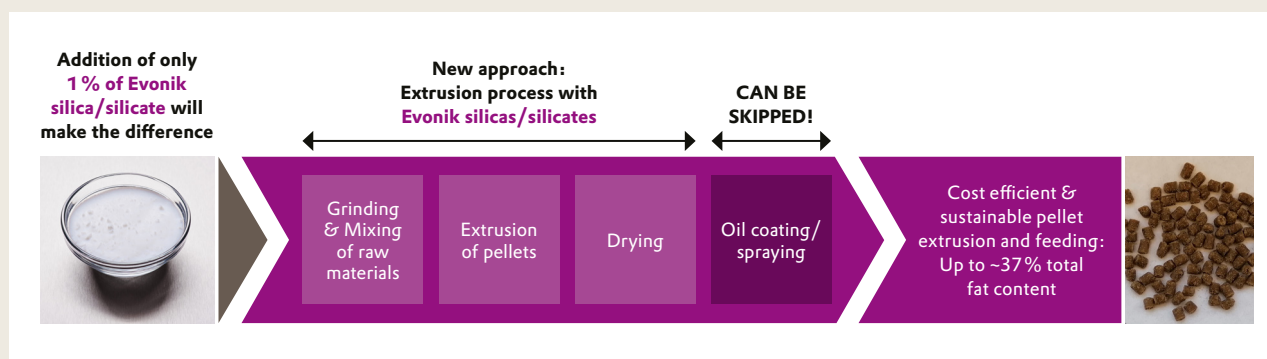 Addition of only
1 % of Evonik
silica/silicate will
make the difference
New approach:
Extrusion process with
Evonik silicas/silicates
CAN BE
SKIPPED!
Grinding
& Mixing
of raw
materials
Extrusion
of pellets
Drying
Oil coating/
spraying
Cost efficient &
sustainable pellet
extrusion and feeding:
Up to ~37 % total
fat content